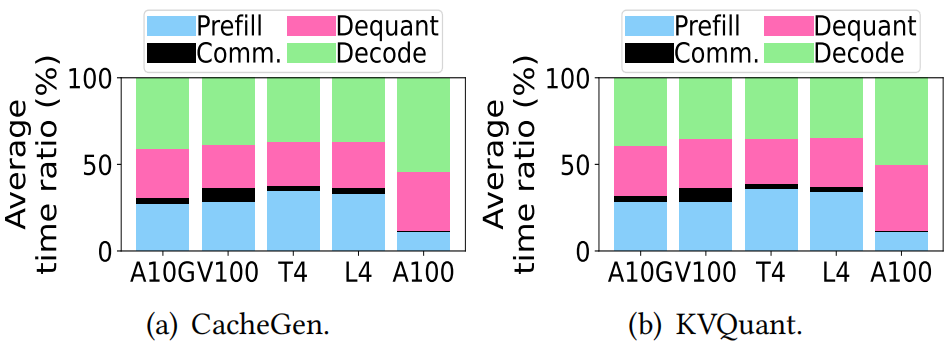 Prefill Dequant
Comm. Decode
Average
time ratio (%)
100
50
0
A10G V100 T4 L4 A100
(a) CacheGen.
Prefill Dequant
Comm. Decode
Average
time ratio (%)
100
50
0
A10G V100 T4 L4 A100
(b) KVQuant.